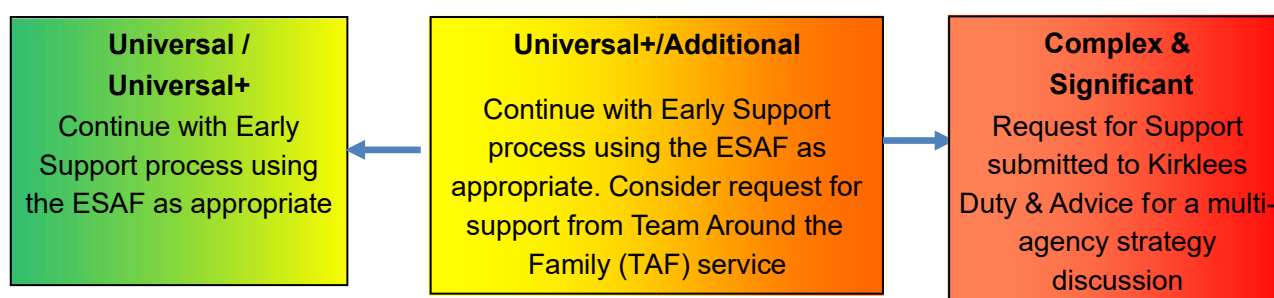 Universal /
Universal+
Continue with Early
Support process using
the ESAF as appropriate
Universal+/Additional
Continue with Early Support
process using the ESAF as
appropriate. Consider request for
support from Team Around the
Family (TAF) service
Complex &
Significant
Request for Support
submitted to Kirklees
Duty & Advice for a multi-
agency strategy
discussion